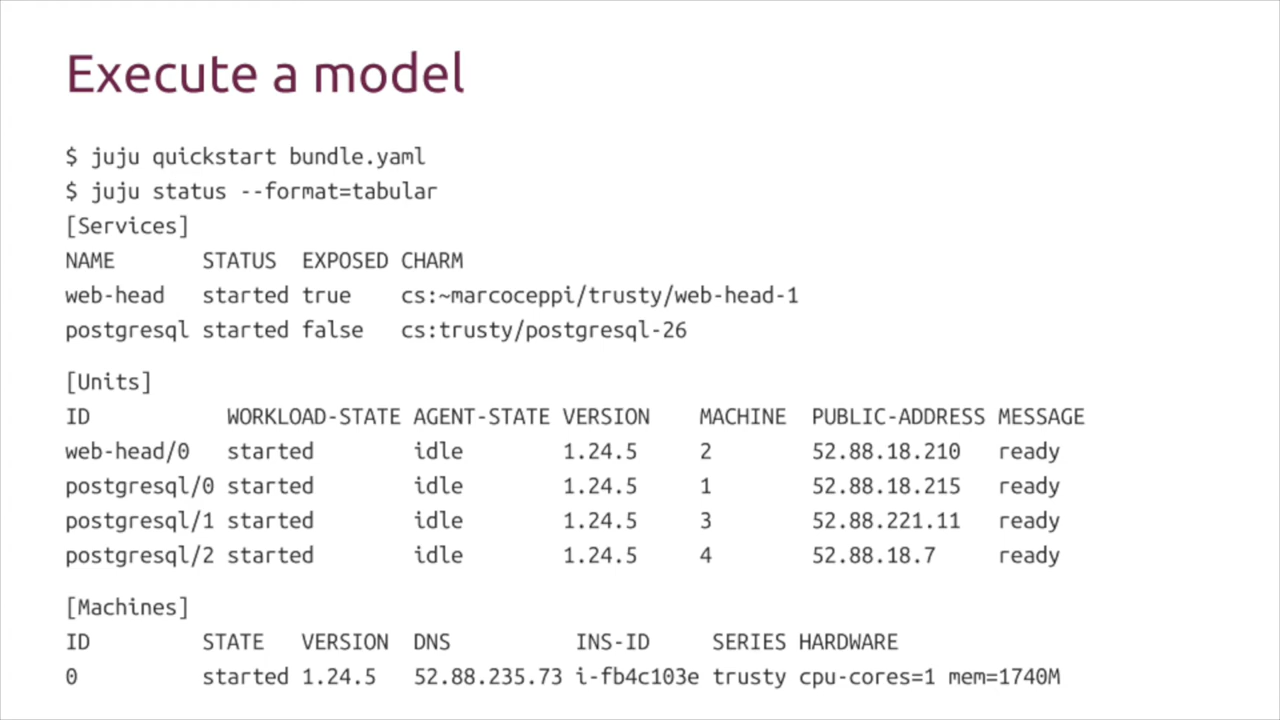 Execute a model
$ juju quickstart bundle.yaml
$ juju status --format=tabular
[Services]
NAME STATUS EXPOSED CHARM
web-head started true cs:~marcoceppi/trusty/web-head-1
postgresql started false cs:trusty/postgresql-26
[Units]
ID WORKLOAD-STATE AGENT-STATE VERSION MACHINE PUBLIC-ADDRESS MESSAGE
web-head/0 started idle 1.24.5 2 52.88.18.210 ready
postgresql/0 started idle 1.24.5 1 52.88.18.215 ready
postgresql/1 started idle 1.24.5 3 52.88.221.11 ready
postgresql/2 started idle 1.24.5 4 52.88.18.7 ready
[Machines]
ID STATE VERSION DNS INS-ID SERIES HARDWARE
0 started 1.24.5 52.88.235.73 i-fb4c103e trusty cpu-cores=1 mem=1740M